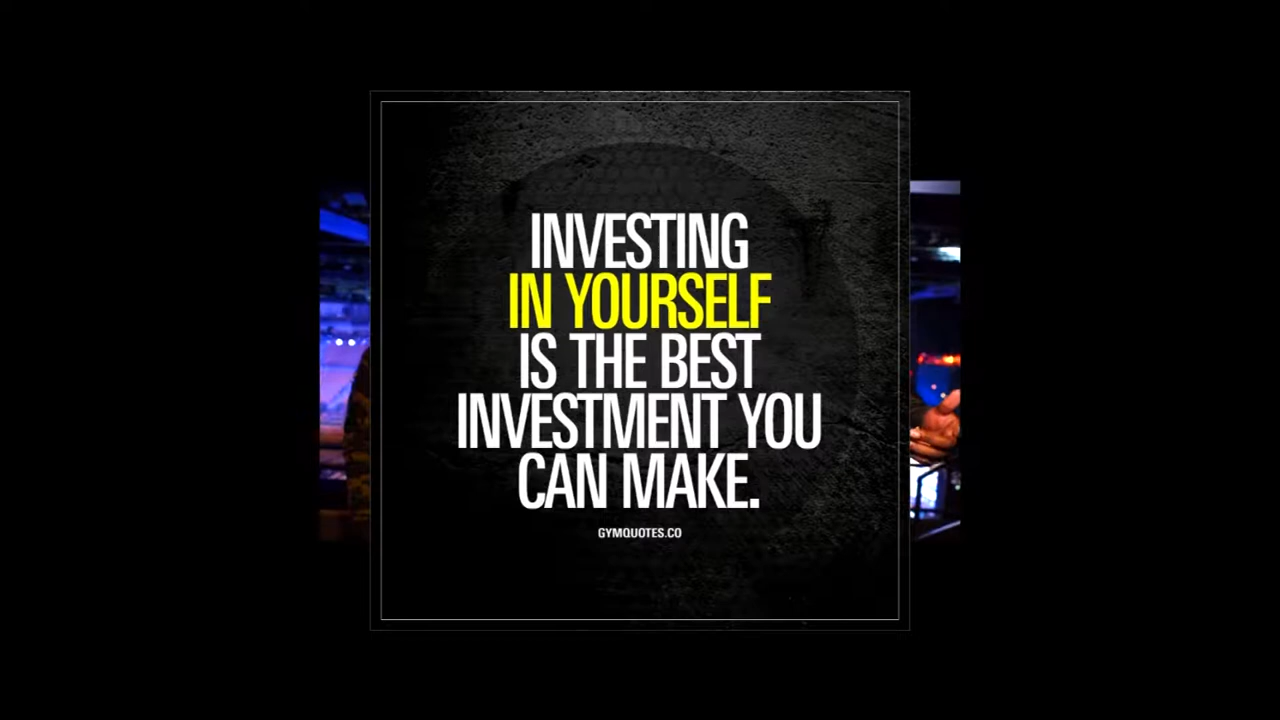 INVESTING
IN YOURSELF
IS THE BEST
INVESTMENT YOU
CAN MAKE.
GYMQUOTES.CO